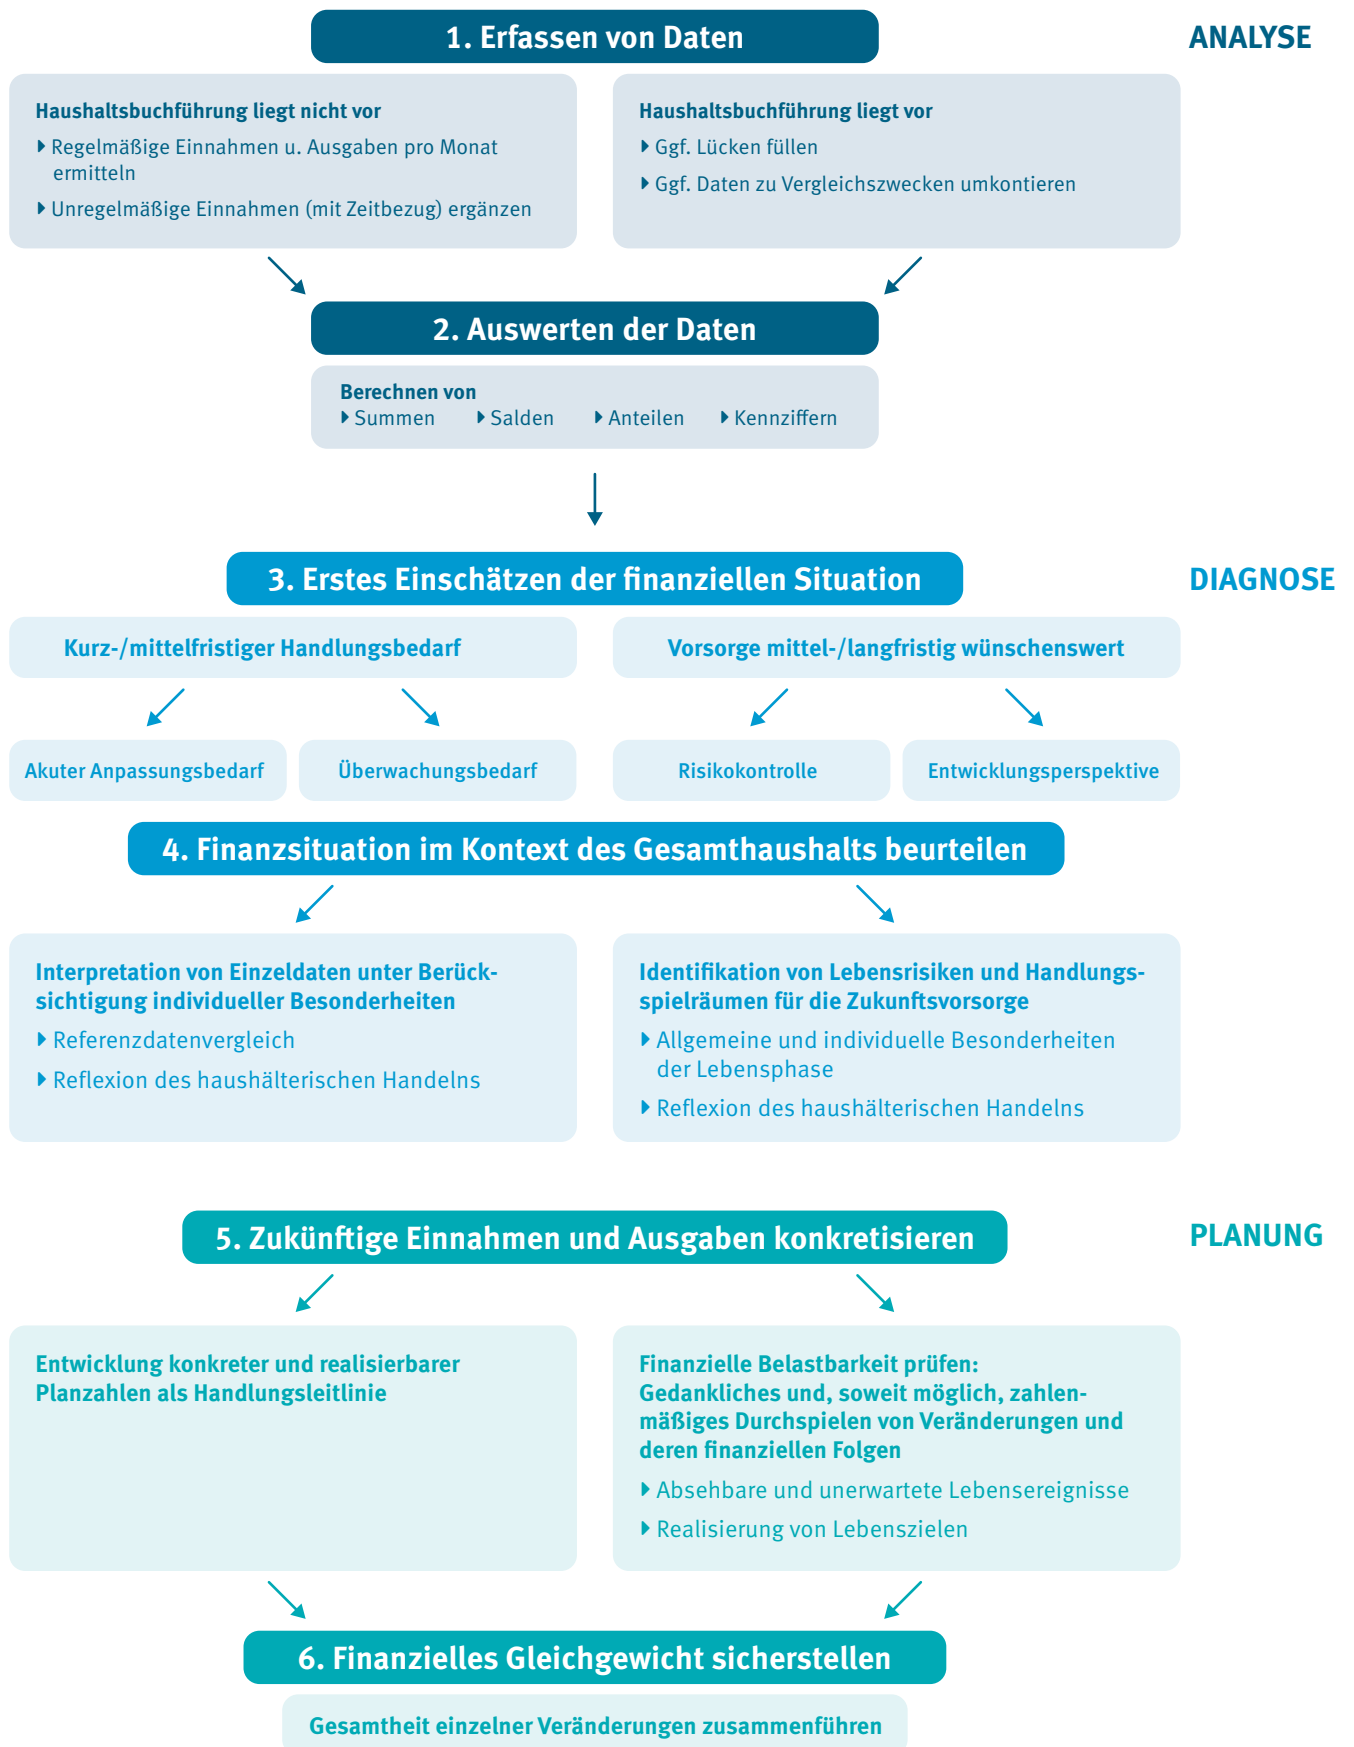 1. Erfassen von Daten
ANALYSE
Haushaltsbuchführung liegt nicht vor
Regelmäßige Einnahmen u. Ausgaben pro Monat
ermitteln
Unregelmäßige Einnahmen (mit Zeitbezug) ergänzen
Haushaltsbuchführung liegt vor
Ggf. Lücken füllen
Ggf. Daten zu Vergleichszwecken umkontieren
2. Auswerten der Daten
Berechnen von
Summen Salden Anteilen Kennziffern
3. Erstes Einschätzen der finanziellen Situation
DIAGNOSE
Kurz-/mittelfristiger Handlungsbedarf
Vorsorge mittel-/langfristig wünschenswert
Akuter Anpassungsbedarf
Überwachungsbedarf
Risikokontrolle
Entwicklungsperspektive
4. Finanzsituation im Kontext des Gesamthaushalts beurteilen
Interpretation von Einzeldaten unter Berück-
sichtigung individueller Besonderheiten
Referenzdatenvergleich
Reflexion des haushälterischen Handelns
Identifikation von Lebensrisiken und Handlungs-
spielräumen für die Zukunftsvorsorge
Allgemeine und individuelle Besonderheiten
der Lebensphase
Reflexion des haushälterischen Handelns
5. Zukünftige Einnahmen und Ausgaben konkretisieren
PLANUNG
Entwicklung konkreter und realisierbarer
Planzahlen als Handlungsleitlinie
Finanzielle Belastbarkeit prüfen:
Gedankliches und, soweit möglich, zahlen-
mäßiges Durchspielen von Veränderungen und
deren finanziellen Folgen
Absehbare und unerwartete Lebensereignisse
Realisierung von Lebenszielen
6. Finanzielles Gleichgewicht sicherstellen
Gesamtheit einzelner Veränderungen zusammenführen